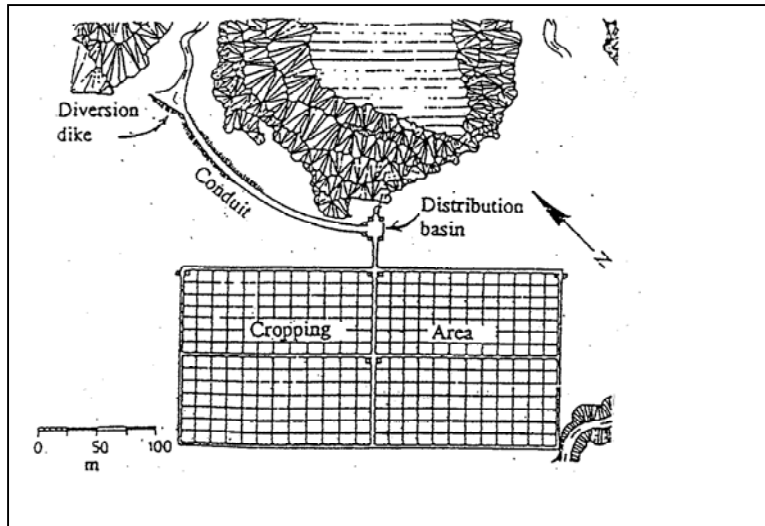 Diversion
dike
Conduit
Distribution
basin
N
Cropping Area
0 50 100
m